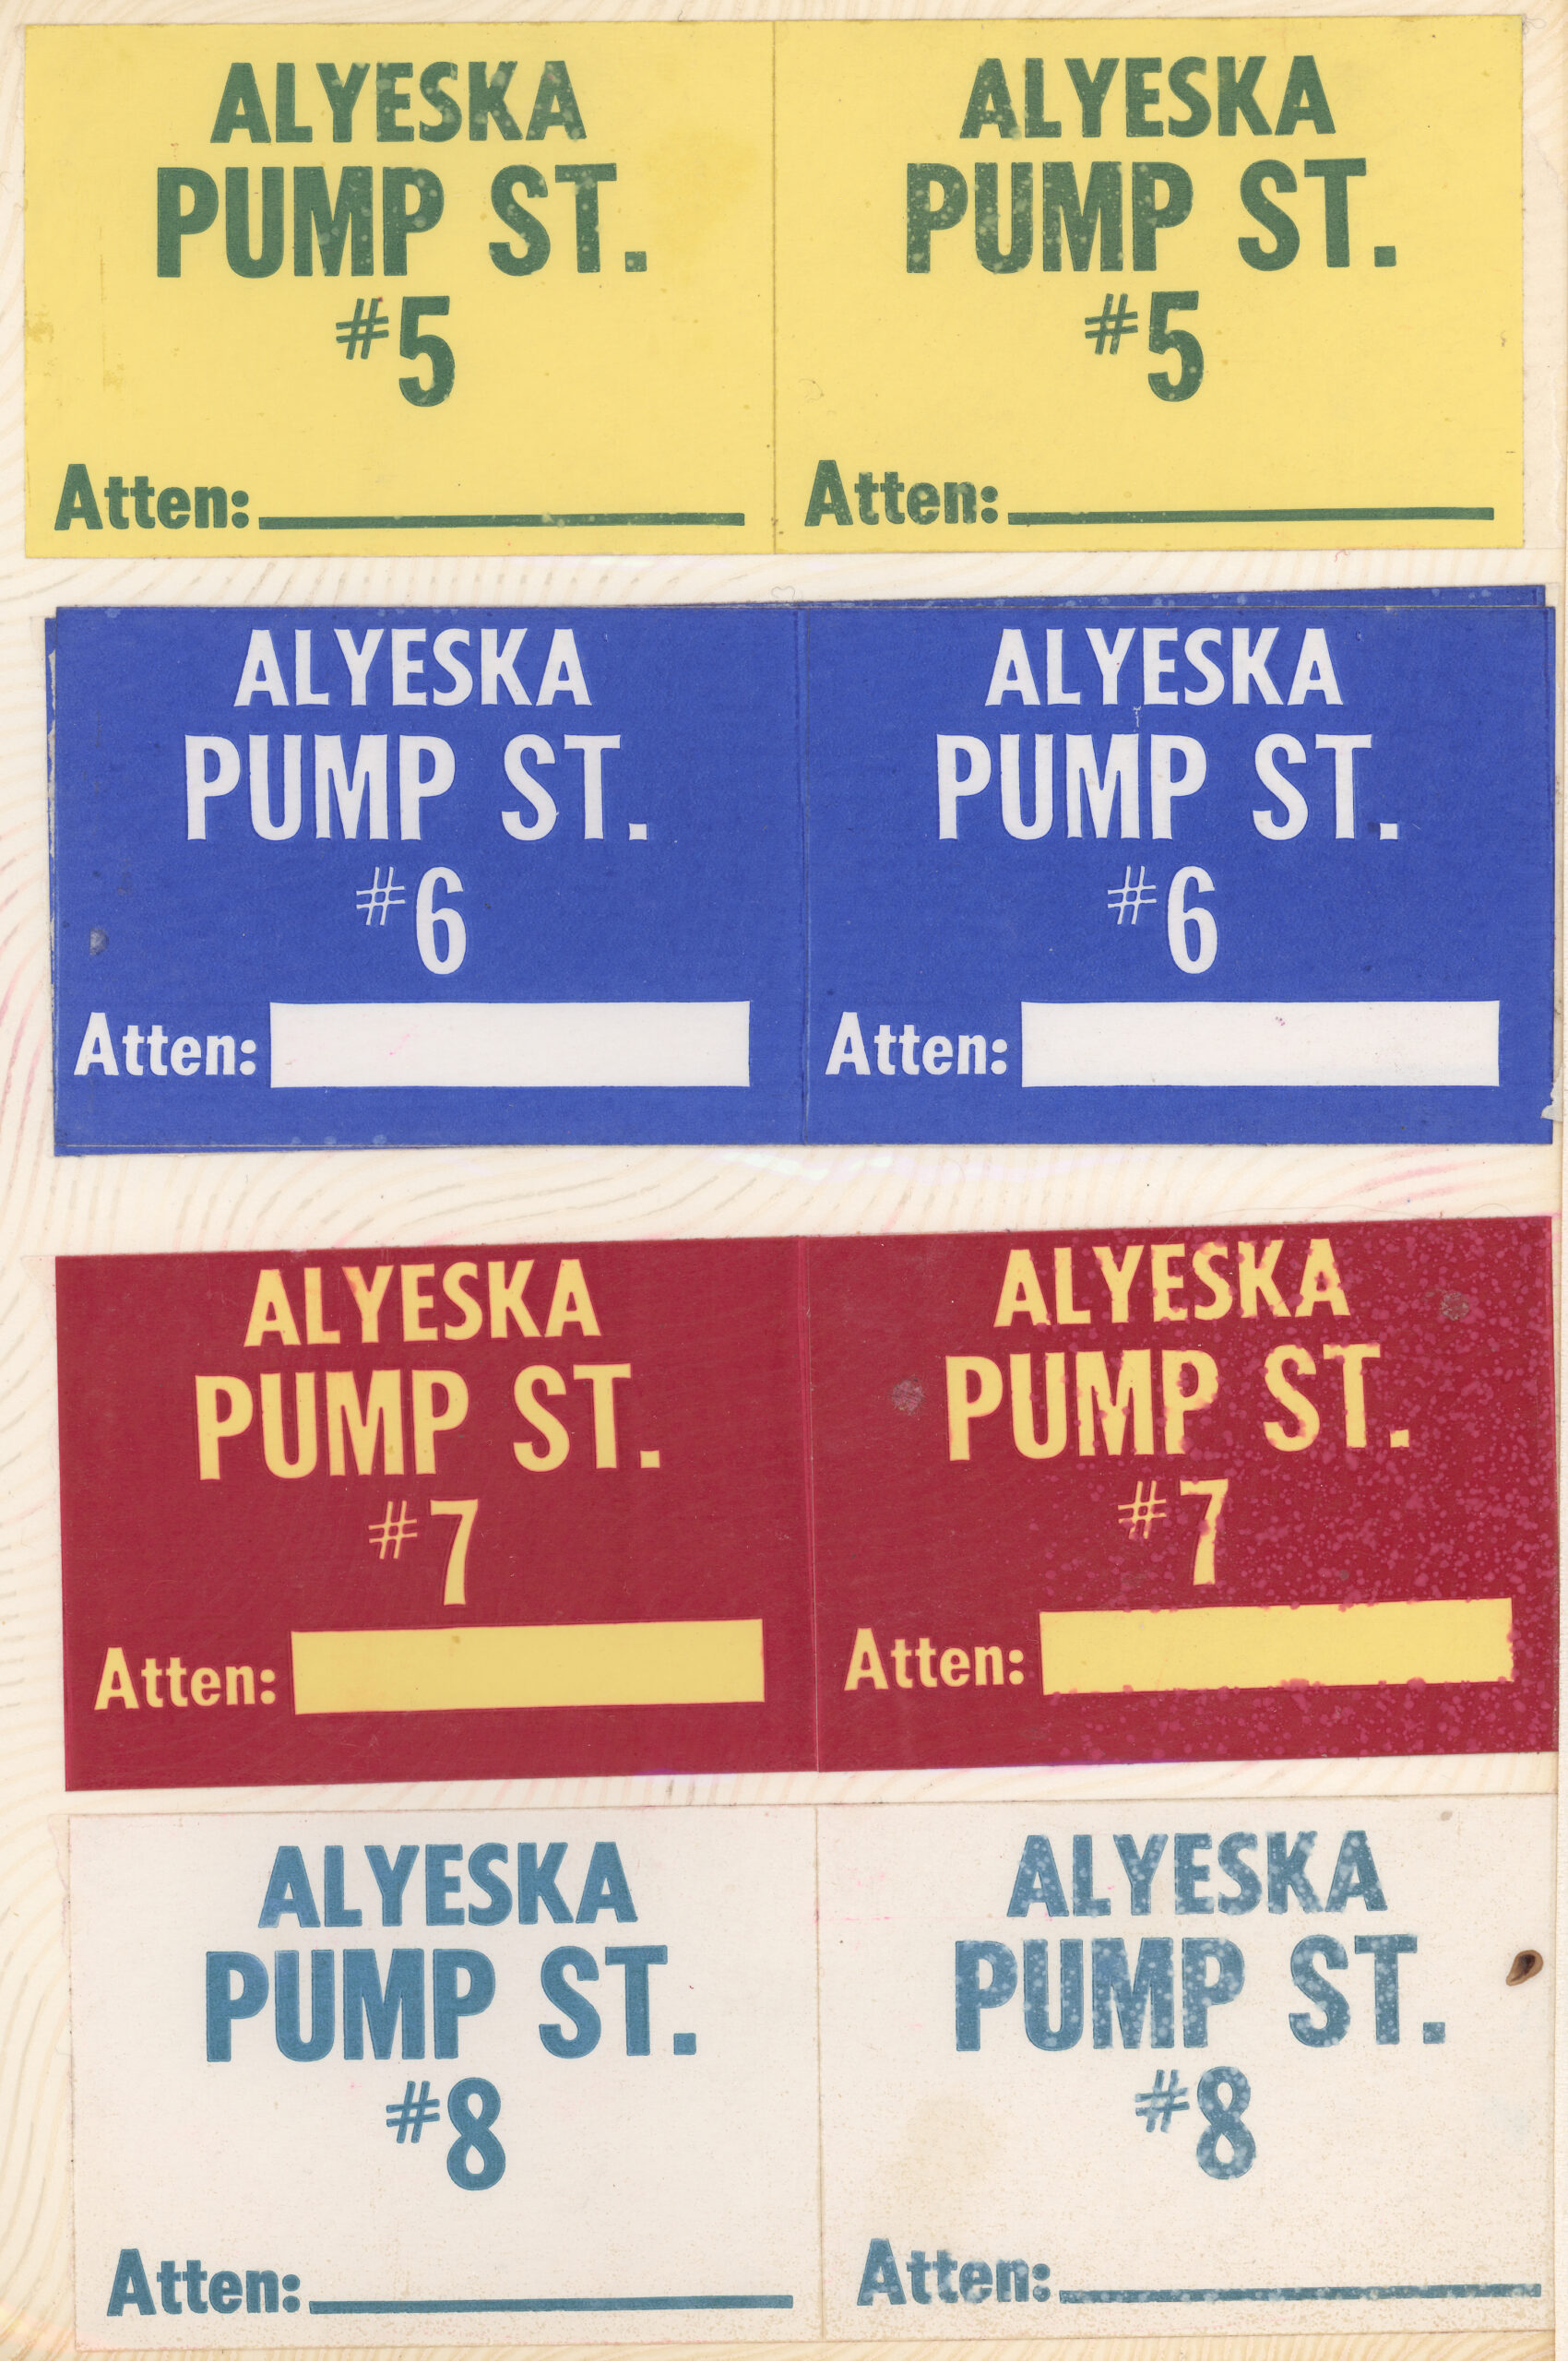 ALYESKA
PUMP ST.
#5
Atten:
ALYESKA
PUMP ST.
#5
Atten:
ALYESKA
PUMP ST.
#6
Atten:
ALYESKA
PUMP ST.
#6
Atten:
ALYESKA
PUMP ST.
#7
Atten:
ALYESKA
PUMP ST.
#7
Atten:
ALYESKA
PUMP ST.
#8
Atten:
ALYESKA
PUMP ST.
#8
Atten: